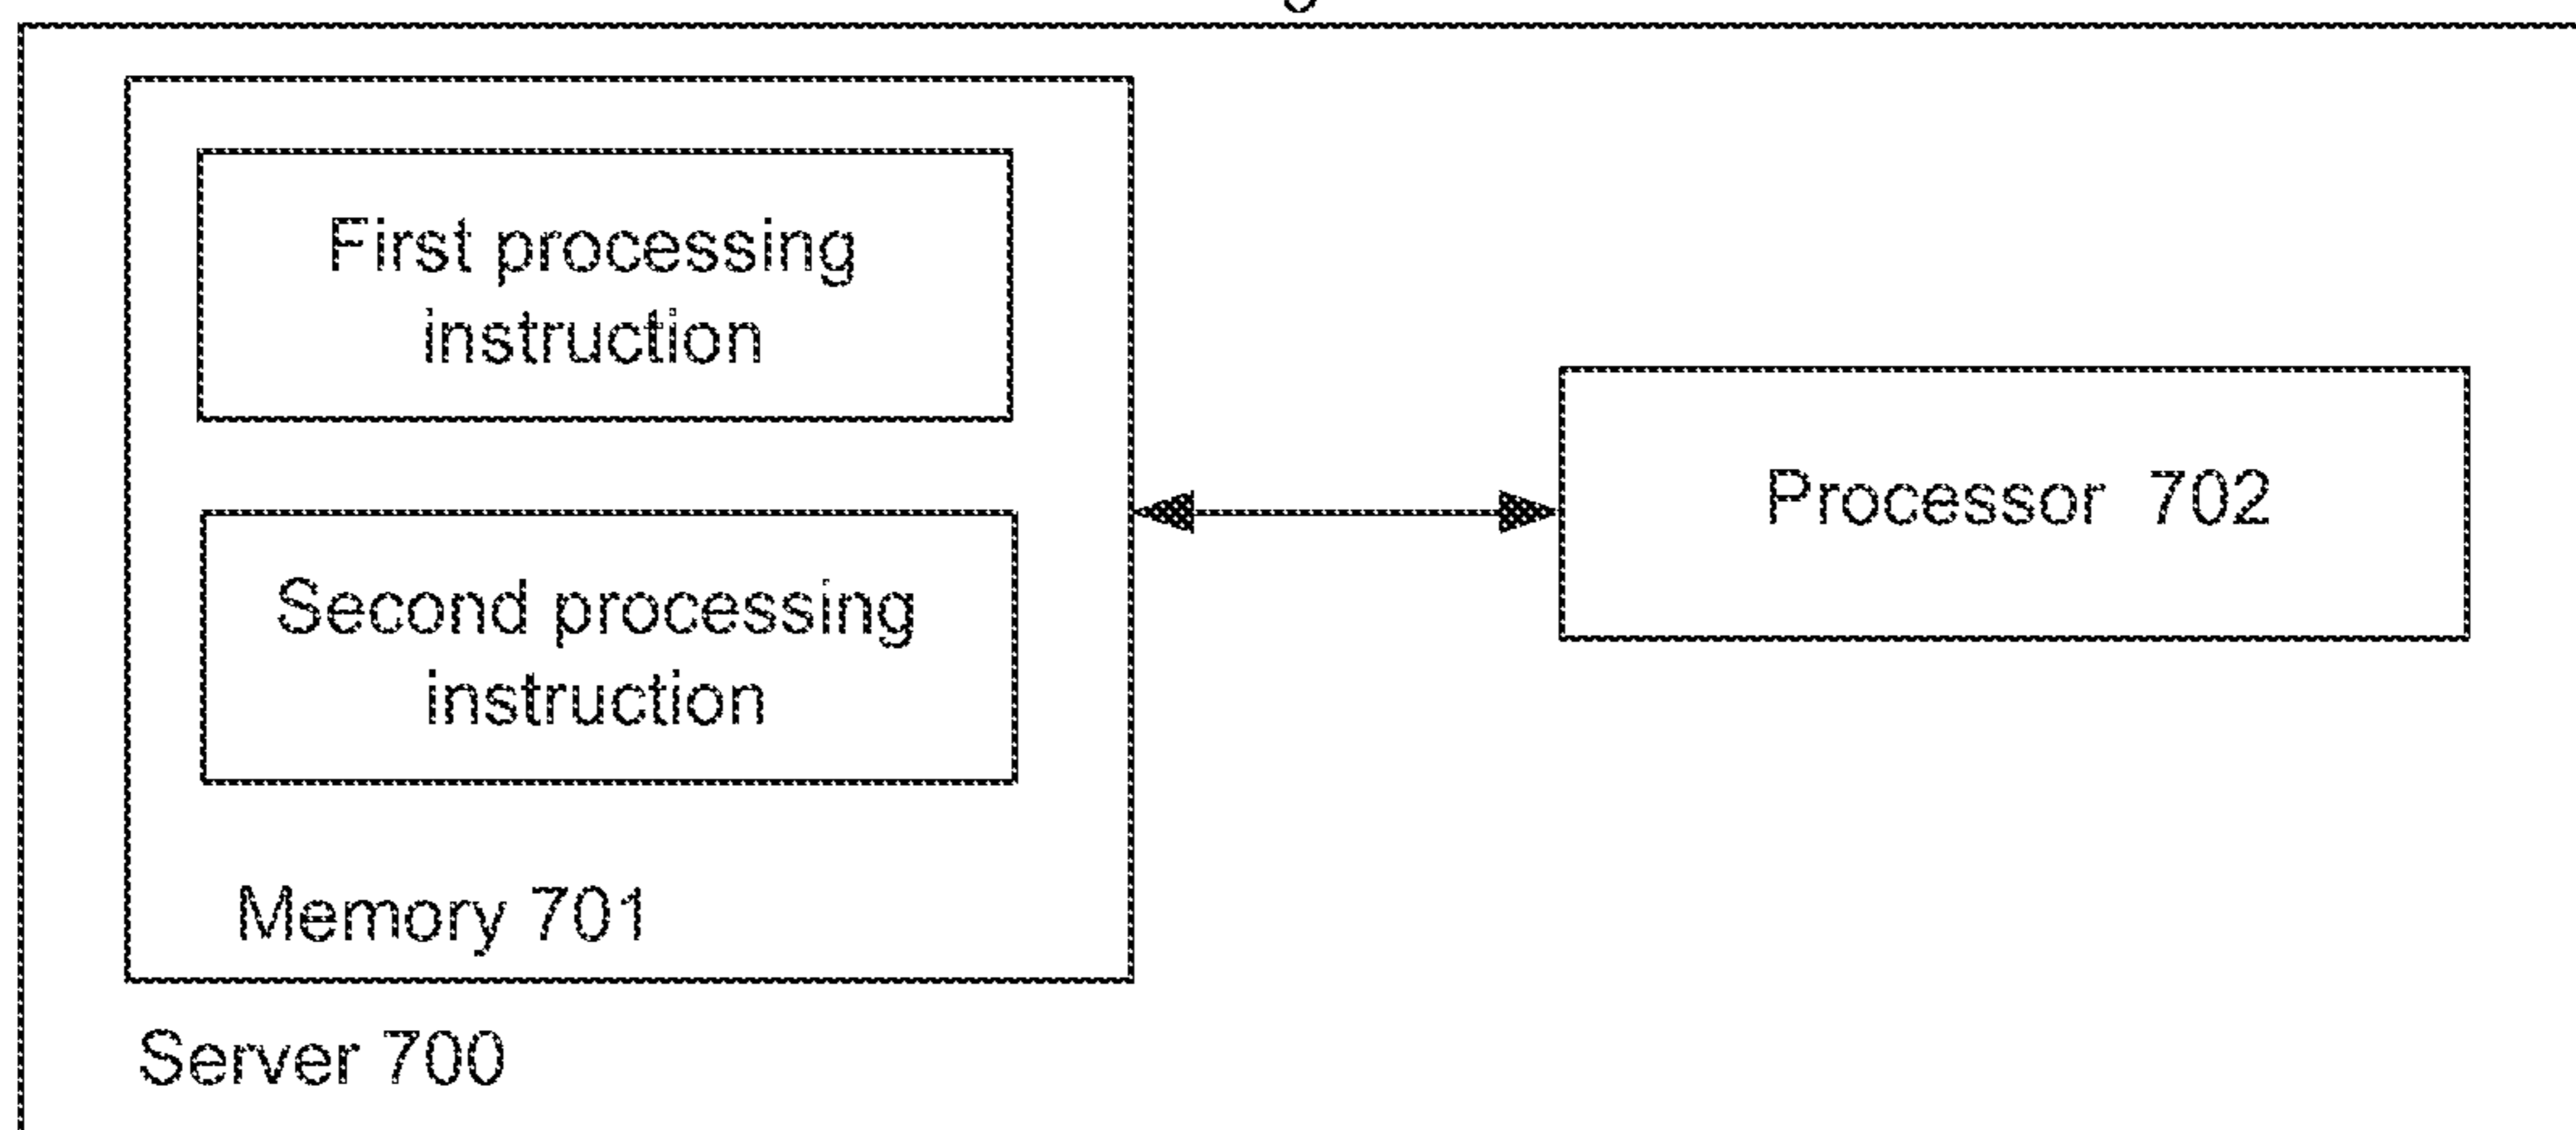 First processing
instruction
Second processing
instruction
Memory 701
Server 700
Processor 702